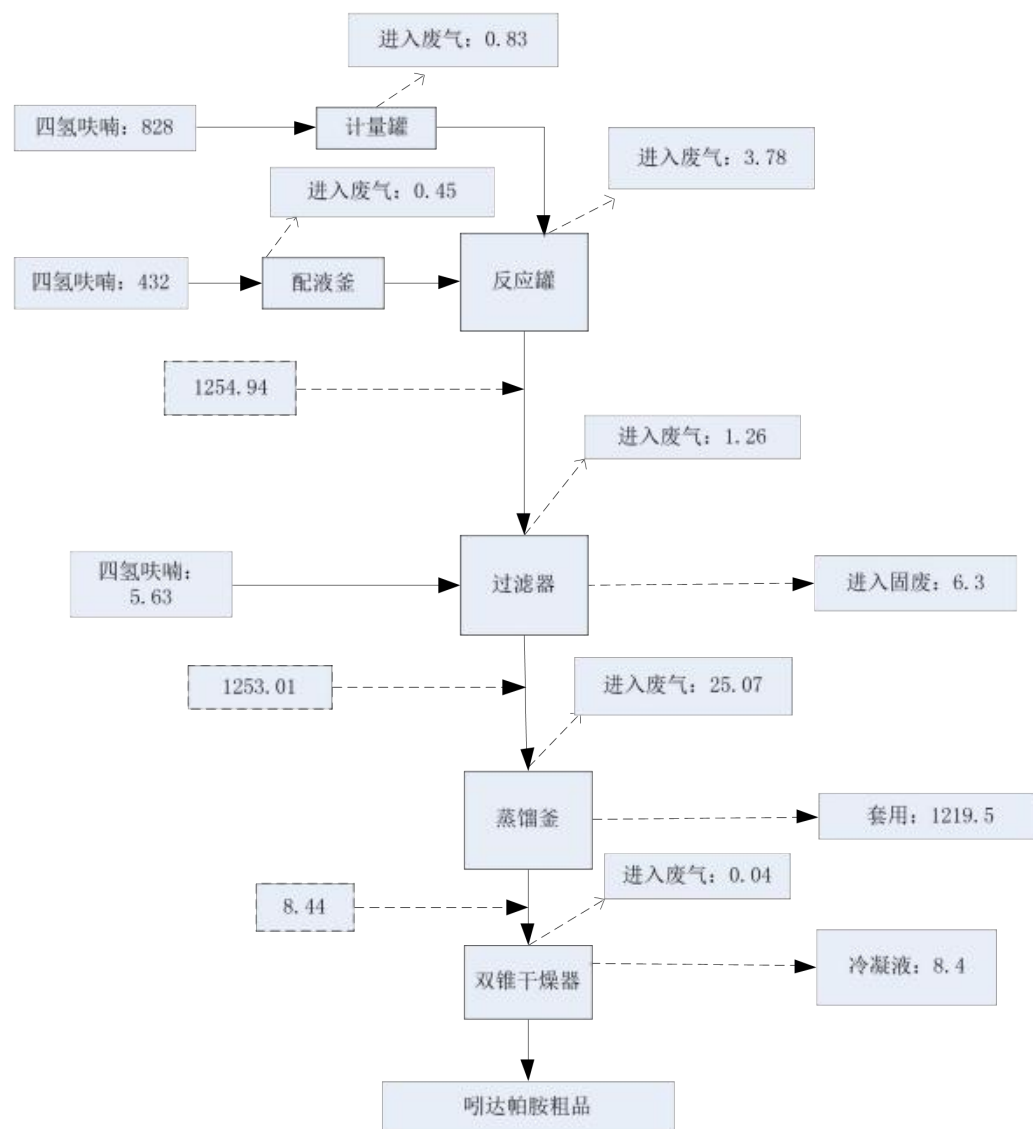 进入废气：0.83
四氢呋喃：828
计量罐
进入废气：3.78
进入废气：0.45
四氢呋喃：432
配液釜
反应罐
1254.94
进入废气：1.26
四氢呋喃：
5.63
过滤器
进入固废：6.3
1253.01
进入废气：25.07
蒸馏釜
套用：1219.5
进入废气：0.04
8.44
双锥干燥器
冷凝液：8.4
吲达帕胺粗品